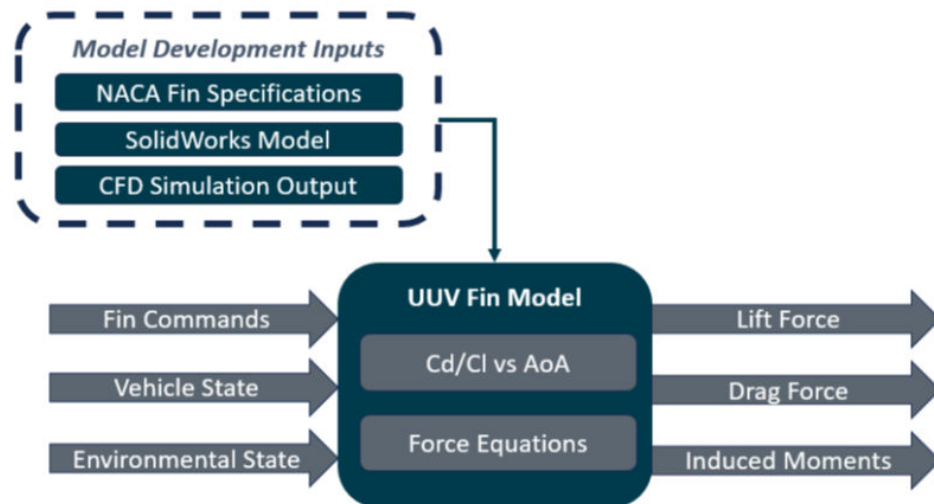 Model Development Inputs
NACA Fin Specifications
SolidWorks Model
CFD Simulation Output
UUV Fin Model
Cd/Cl vs AoA
Force Equations
Fin Commands
Vehicle State
Environmental State
Lift Force
Drag Force
Induced Moments